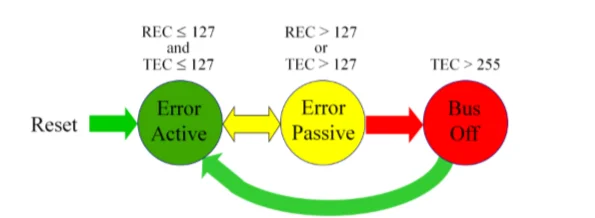 REC ≤ 127
and
TEC ≤ 127
REC > 127
or
TEC > 127
TEC > 255
Reset
Error
Active
Error
Passive
Bus
Off